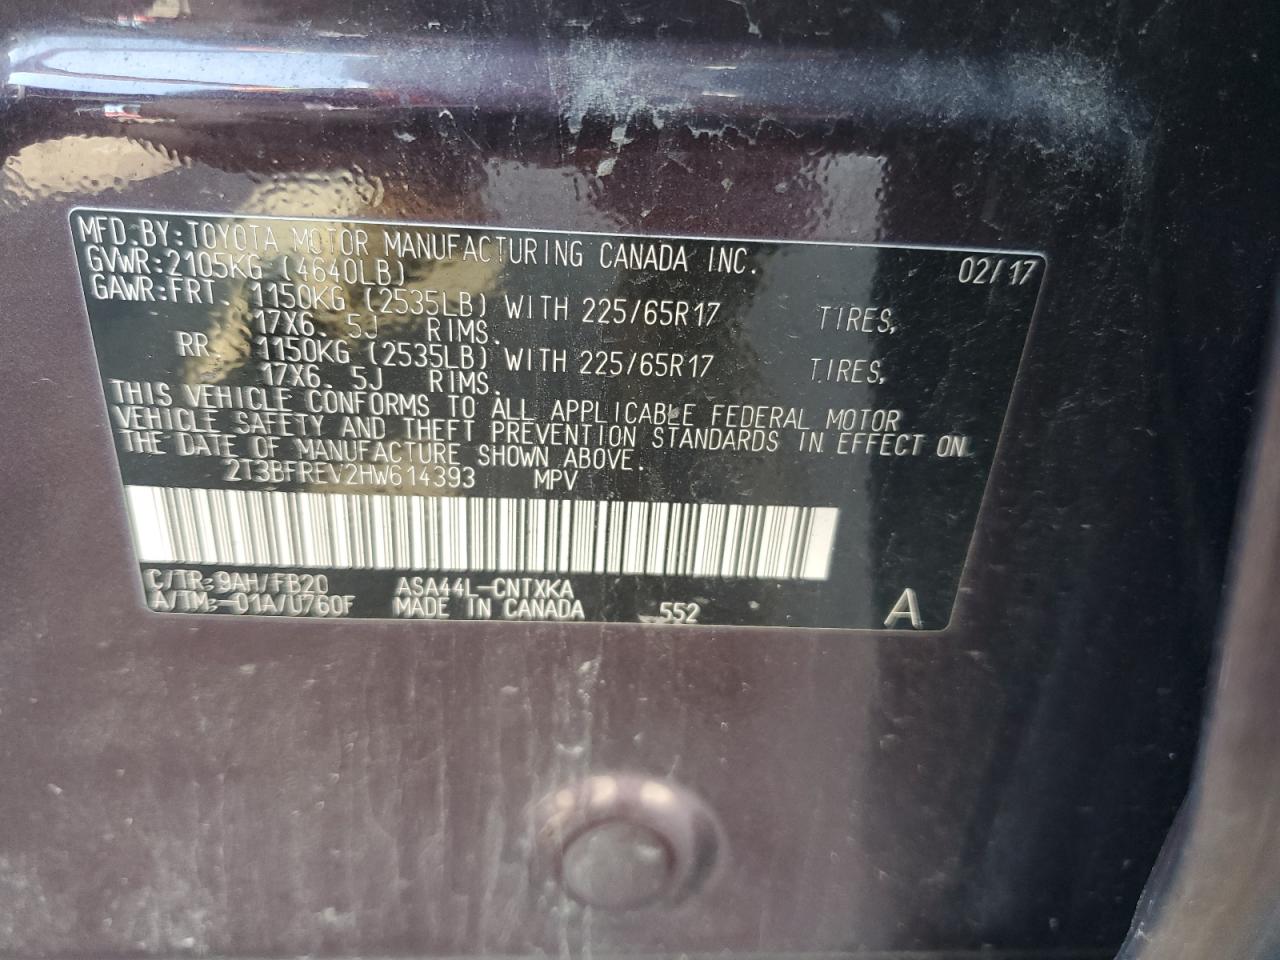 MFD.BY:TOYOTA MOTOR MANUFACTURING CANADA INC.
GVWR:2105KG (4640LB) 02/17
GAWR:FRT. 1150KG (2535LB) WITH 225/65R17 TIRES,
17X6.5J RIMS.
RR. 1150KG (2535LB) WITH 225/65R17 TIRES,
17X6.5J RIMS.
THIS VEHICLE CONFORMS TO ALL APPLICABLE FEDERAL MOTOR
VEHICLE SAFETY AND THEFT PREVENTION STANDARDS IN EFFECT ON
THE DATE OF MANUFACTURE SHOWN ABOVE.
2T3BFREV2HW614393 MPV
C/TR:9AH/FB20 ASA44L-CNTXKA
A/TM:-01A/U760F MADE IN CANADA 552 A